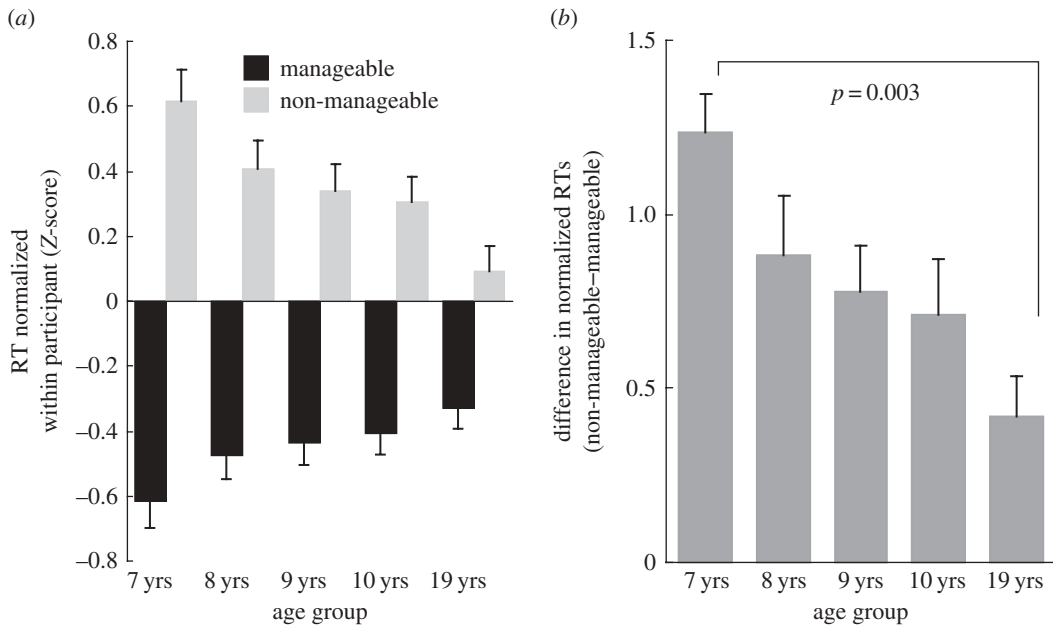 (a)
0.8
0.6
0.4
0.2
0
–0.2
–0.4
–0.6
–0.8
RT normalized
within participant (Z-score)
manageable
non-manageable
7 yrs
8 yrs
9 yrs
10 yrs
19 yrs
age group
(b)
1.5
1.0
0.5
0
difference in normalized RTs
(non-manageable–manageable)
p = 0.003
7 yrs
8 yrs
9 yrs
10 yrs
19 yrs
age group